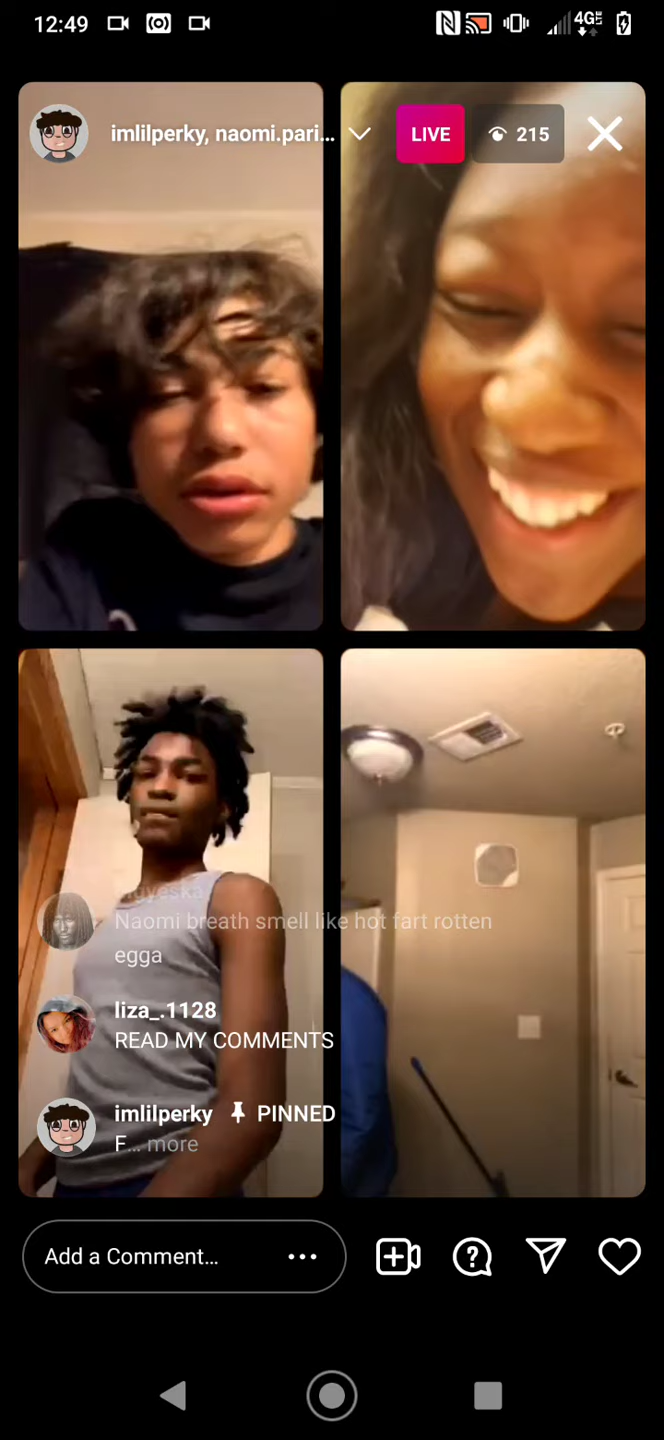 12:49
4G LTE
imlilperky, naomi.pari...
LIVE
215
Naomi breath smell like hot fart rotten
egga
liza_.1128
READ MY COMMENTS
imlilperky PINNED
F... more
Add a Comment...